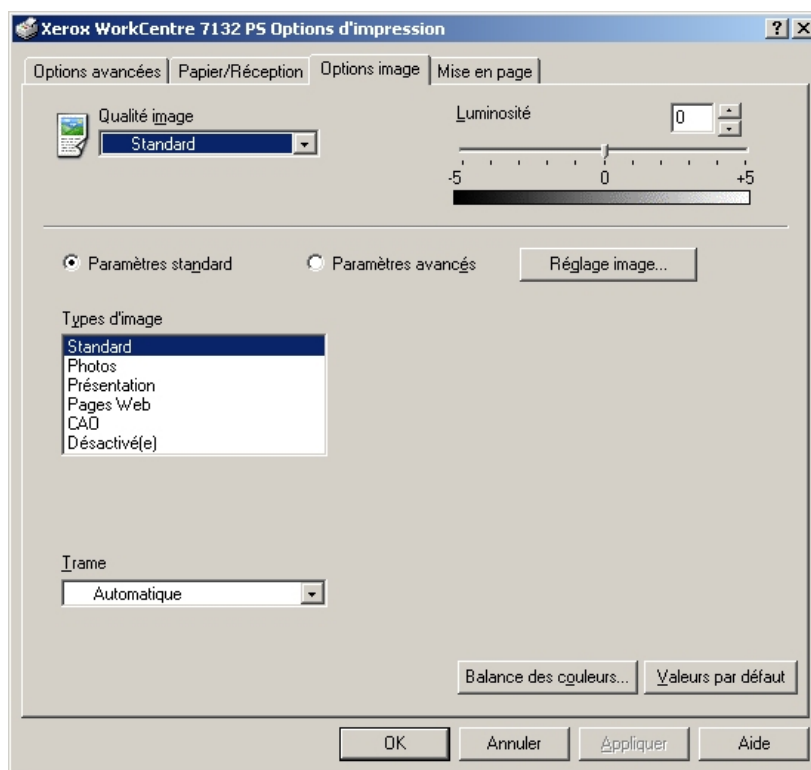 Xerox WorkCentre 7132 PS Options d'impression
Options avancées Papier/Réception Options image Mise en page
Qualité image
Standard
Luminosité
0
-5 0 +5
Paramètres standard Paramètres avancés Réglage image...
Types d'image
Standard
Photos
Présentation
Pages Web
CAO
Désactivé(e)
Trame
Automatique
Balance des couleurs... Valeurs par défaut
OK Annuler Appliquer Aide